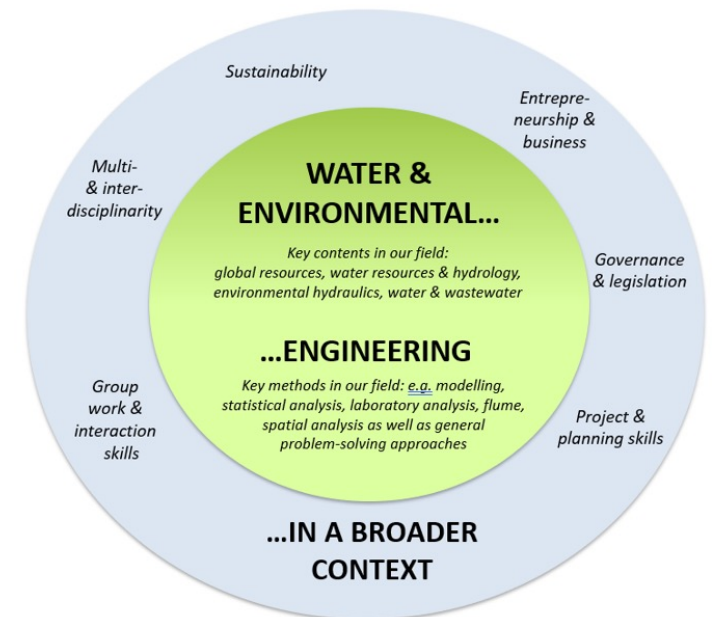 Sustainability
Entrepre-
neurship &
business
Multi-
& inter-
disciplinarity
WATER &
ENVIRONMENTAL…
Key contents in our field:
global resources, water resources & hydrology,
environmental hydraulics, water & wastewater
Governance
& legislation
…ENGINEERING
Key methods in our field: e.g. modelling,
statistical analysis, laboratory analysis, flume,
spatial analysis as well as general
problem-solving approaches
Group
work &
interaction
skills
Project &
planning skills
…IN A BROADER
CONTEXT